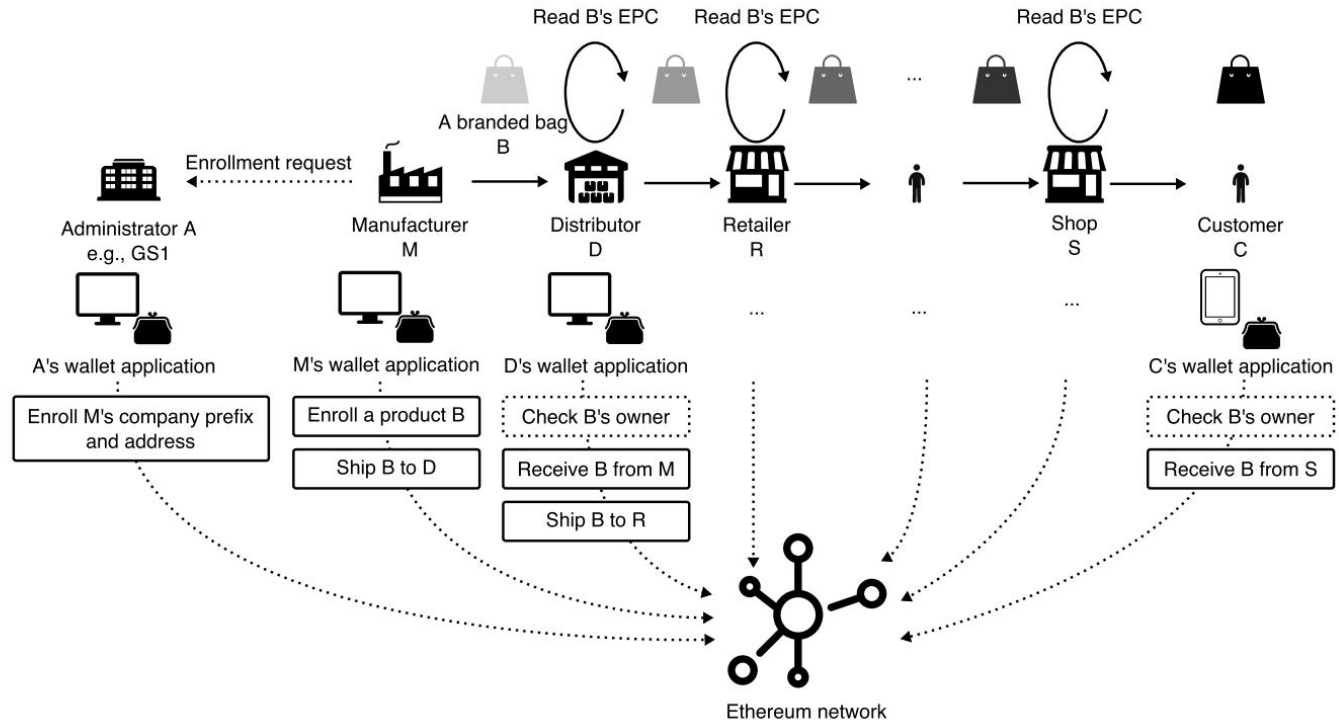 Read B's EPC
Read B's EPC
Read B's EPC
...
A branded bag
B
Enrollment request
Administrator A
e.g., GS1
Manufacturer
M
Distributor
D
Retailer
R
Shop
S
Customer
C
...
...
...
A's wallet application
M's wallet application
D's wallet application
C's wallet application
Enroll M's company prefix
and address
Enroll a product B
Ship B to D
Check B's owner
Receive B from M
Ship B to R
Check B's owner
Receive B from S
Ethereum network